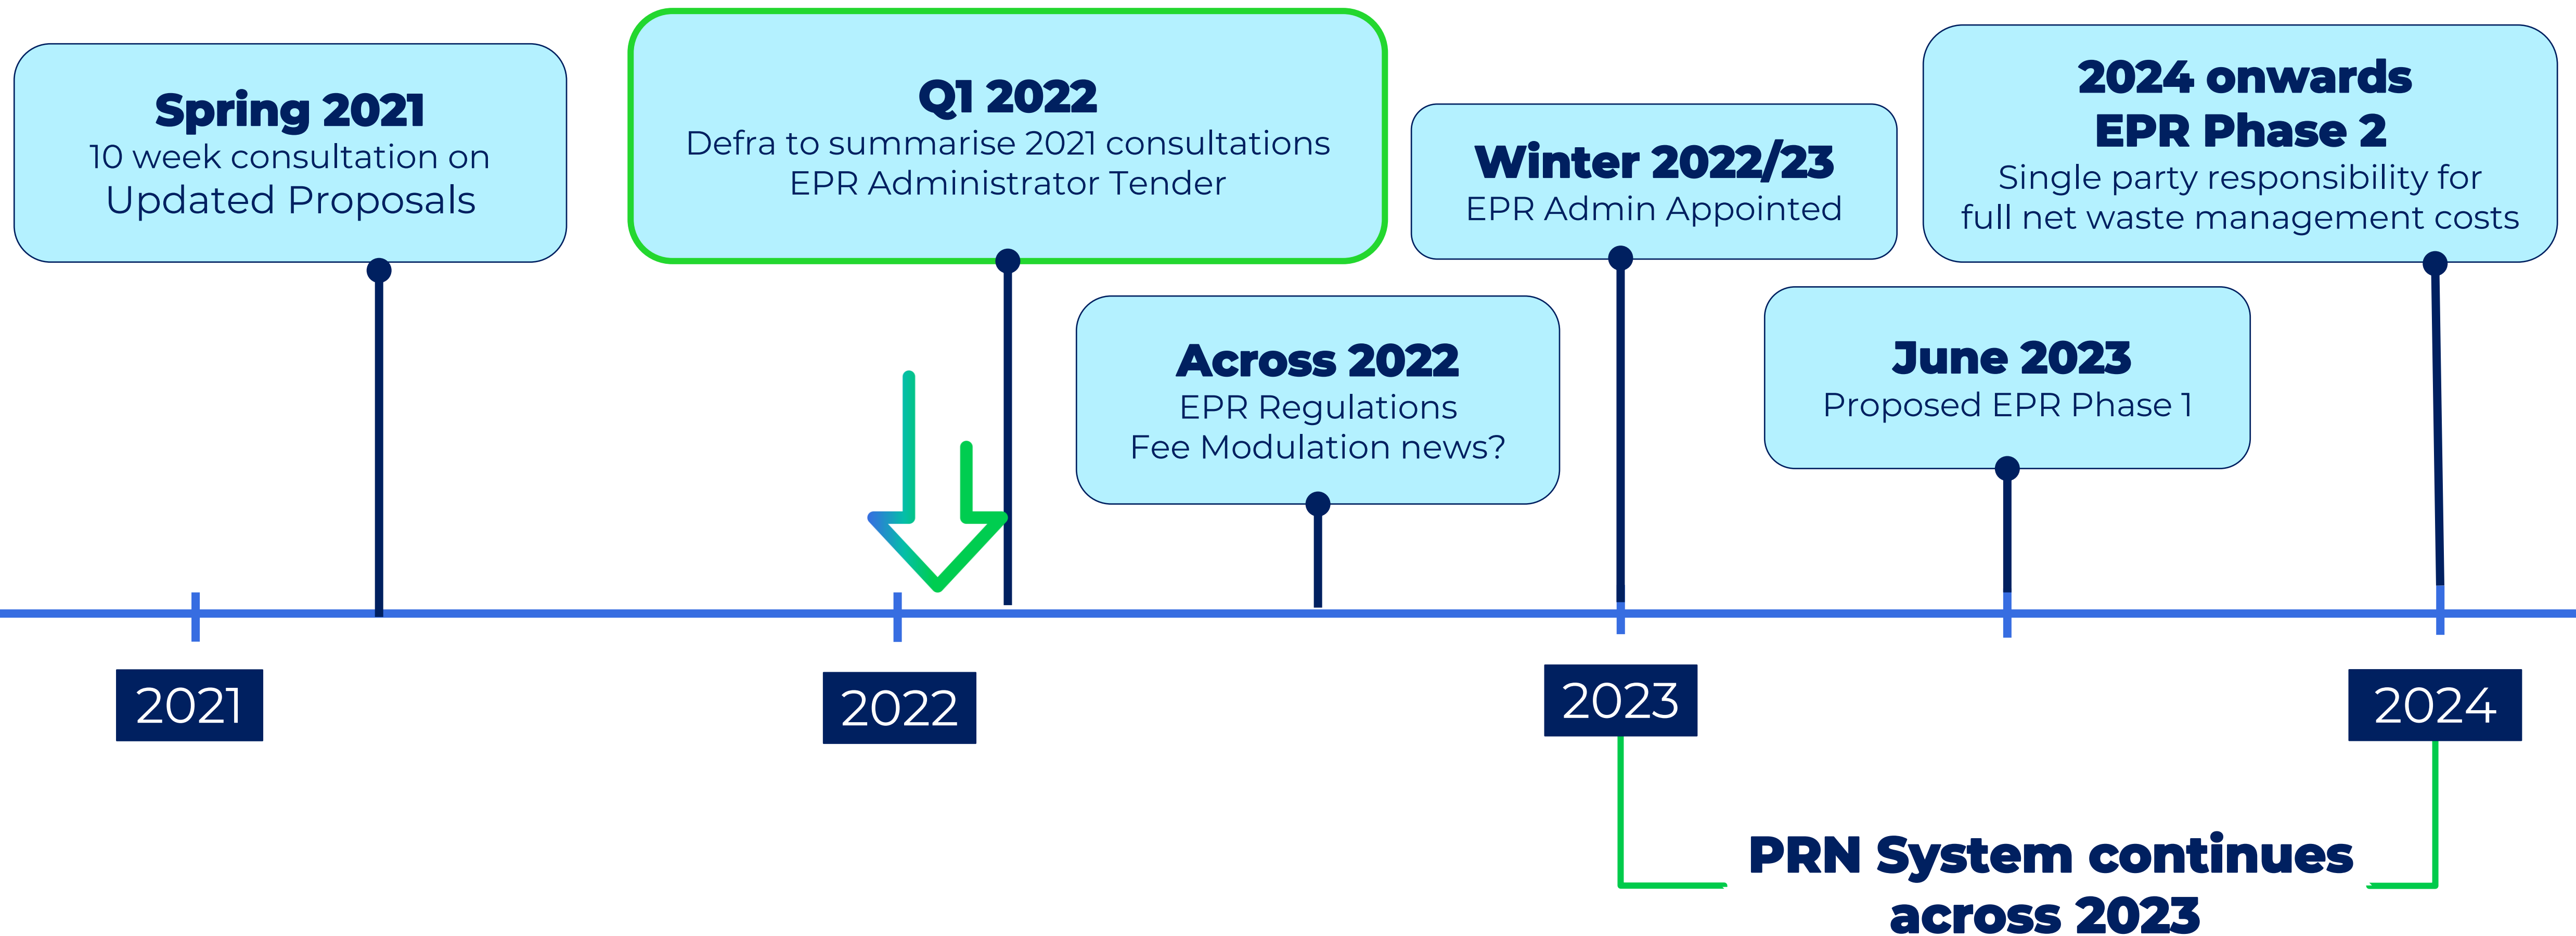 Spring 2021
10 week consultation on
Updated Proposals
Q1 2022
Defra to summarise 2021 consultations
EPR Administrator Tender
Across 2022
EPR Regulations
Fee Modulation news?
Winter 2022/23
EPR Admin Appointed
June 2023
Proposed EPR Phase 1
2024 onwards
EPR Phase 2
Single party responsibility for
full net waste management costs
2021
2022
2023
2024
PRN System continues
across 2023